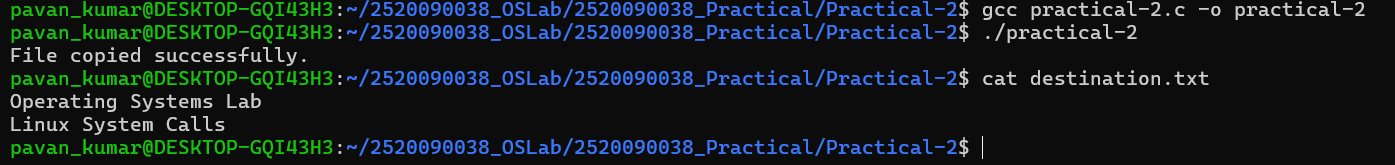 pavan_kumar@DESKTOP-GQI43H3:~/2520090038_OSLab/2520090038_Practical/Practical-2$ gcc practical-2.c -o practical-2
pavan_kumar@DESKTOP-GQI43H3:~/2520090038_OSLab/2520090038_Practical/Practical-2$ ./practical-2
File copied successfully.
pavan_kumar@DESKTOP-GQI43H3:~/2520090038_OSLab/2520090038_Practical/Practical-2$ cat destination.txt
Operating Systems Lab
Linux System Calls
pavan_kumar@DESKTOP-GQI43H3:~/2520090038_OSLab/2520090038_Practical/Practical-2$